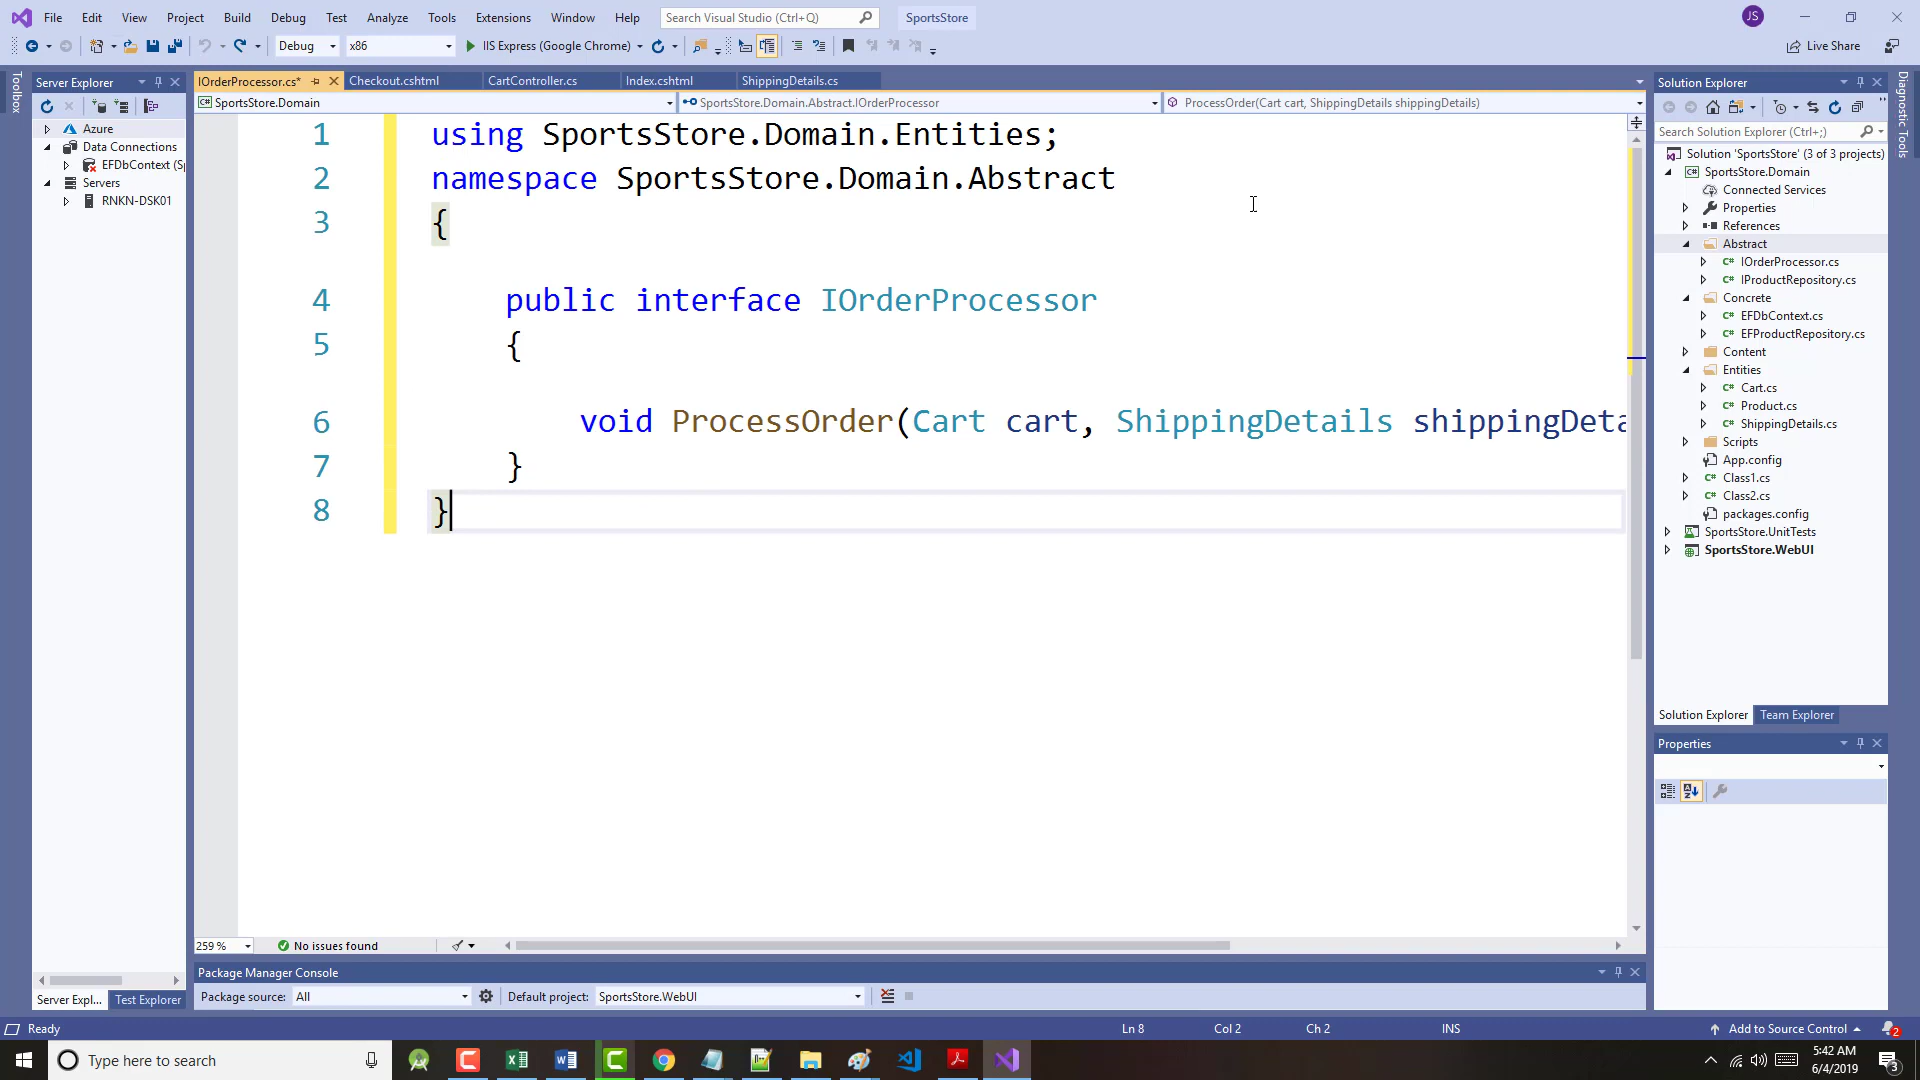 File Edit View Project Build Debug Test Analyze Tools Extensions Window Help Search Visual Studio (Ctrl+Q) SportsStore JS
Debug x86 IIS Express (Google Chrome) Live Share
Toolbox
Server Explorer
Azure
Data Connections
EFDbContext (Sp
Servers
RNKN-DSK01
Server Expl... Test Explorer
IOrderProcessor.cs* Checkout.cshtml CartController.cs Index.cshtml ShippingDetails.cs
SportsStore.Domain SportsStore.Domain.Abstract.IOrderProcessor ProcessOrder(Cart cart, ShippingDetails shippingDetails)
1 using SportsStore.Domain.Entities;
2 namespace SportsStore.Domain.Abstract
3 {
4 public interface IOrderProcessor
5 {
6 void ProcessOrder(Cart cart, ShippingDetails shippingDeta
7 }
8 }
259 % No issues found
Package Manager Console
Package source: All Default project: SportsStore.WebUI
Solution Explorer
Search Solution Explorer (Ctrl+;)
Solution 'SportsStore' (3 of 3 projects)
SportsStore.Domain
Connected Services
Properties
References
Abstract
IOrderProcessor.cs
IProductRepository.cs
Concrete
EFDbContext.cs
EFProductRepository.cs
Content
Entities
Cart.cs
Product.cs
ShippingDetails.cs
Scripts
App.config
Class1.cs
Class2.cs
packages.config
SportsStore.UnitTests
SportsStore.WebUI
Solution Explorer Team Explorer
Properties
Diagnostic Tools
Ready Ln 8 Col 2 Ch 2 INS Add to Source Control 2
Type here to search
5:42 AM
6/4/2019
3